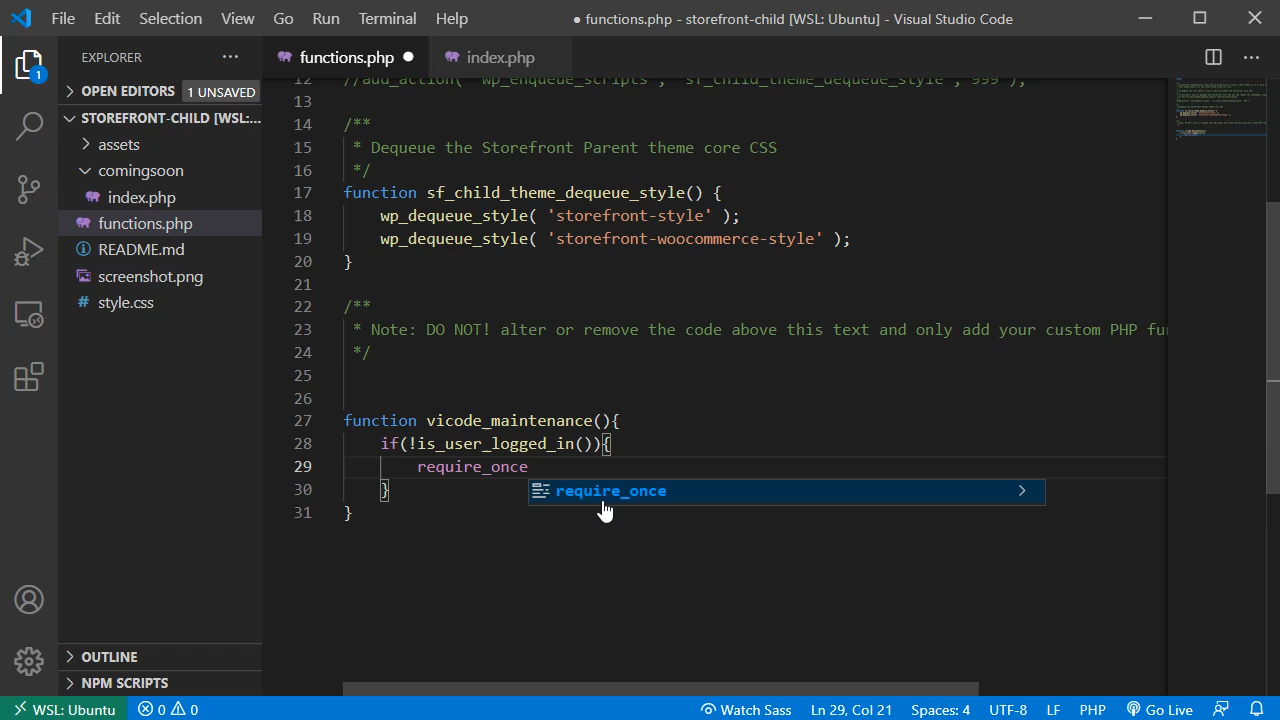 File Edit Selection View Go Run Terminal Help
● functions.php - storefront-child [WSL: Ubuntu] - Visual Studio Code
EXPLORER
functions.php
index.php
OPEN EDITORS
1 UNSAVED
STOREFRONT-CHILD [WSL:...
assets
comingsoon
index.php
functions.php
README.md
screenshot.png
style.css
OUTLINE
NPM SCRIPTS
1
12 //add_action( 'wp_enqueue_scripts', 'sf_child_theme_dequeue_style', 999 );
13
14 /**
15 * Dequeue the Storefront Parent theme core CSS
16 */
17 function sf_child_theme_dequeue_style() {
18 wp_dequeue_style( 'storefront-style' );
19 wp_dequeue_style( 'storefront-woocommerce-style' );
20 }
21
22 /**
23 * Note: DO NOT! alter or remove the code above this text and only add your custom PHP fu
24 */
25
26
27 function vicode_maintenance(){
28 if(!is_user_logged_in()){
29 require_once
require_once
30 }
31 }
WSL: Ubuntu 0 0 Watch Sass Ln 29, Col 21 Spaces: 4 UTF-8 LF PHP Go Live